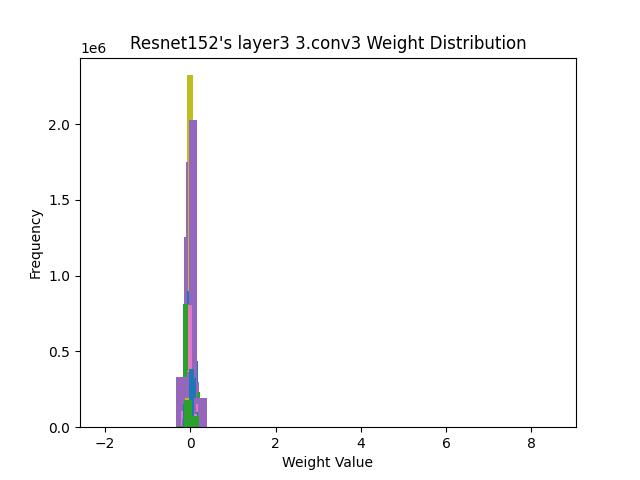 Resnet152's layer3 3.conv3 Weight Distribution
1e6
2.0
1.5
1.0
0.5
0.0
Frequency
−2 0 2 4 6 8
Weight Value